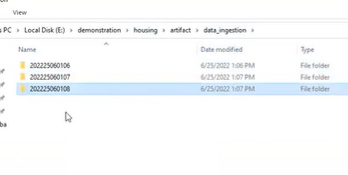 View
s PC > Local Disk (E:) > demonstration > housing > artifact > data_ingestion >
Name Date modified Type
202225060106 6/25/2022 1:06 PM File folder
202225060107 6/25/2022 1:07 PM File folder
202225060108 6/25/2022 1:07 PM File folder
ba